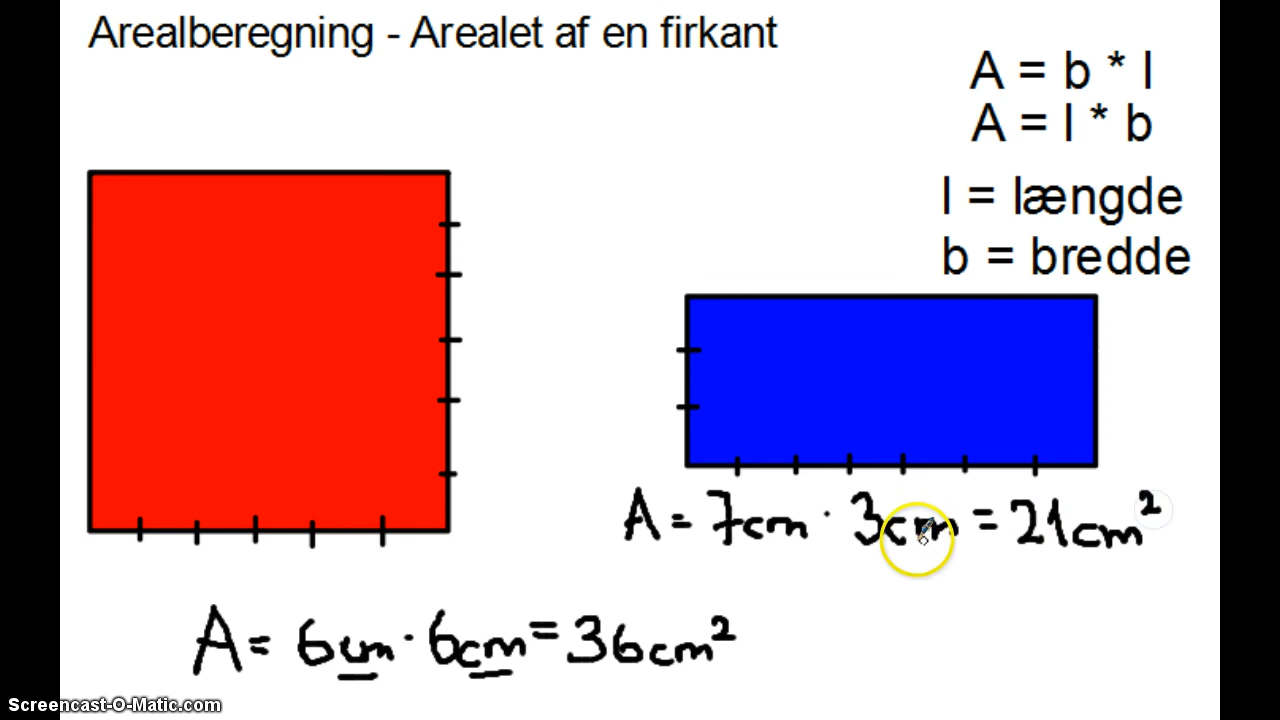 Arealberegning - Arealet af en firkant
A = b * l
A = l * b
l = længde
b = bredde
A = 7cm · 3cm = 21cm²
A = 6cm · 6cm = 36cm²
Screencast-O-Matic.com